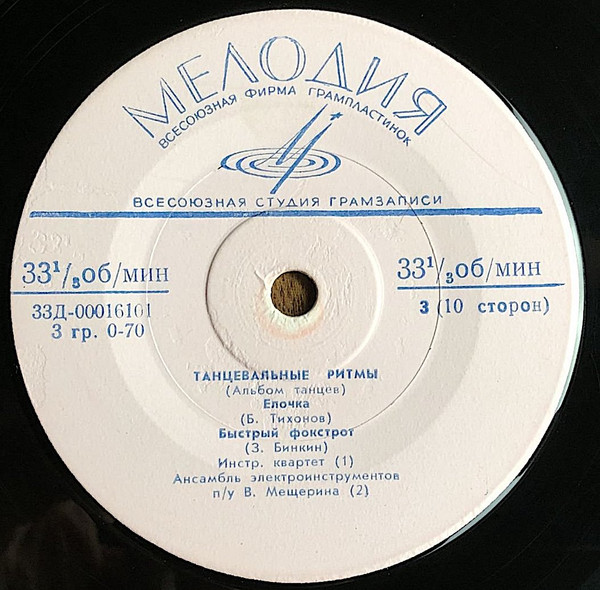 МЕЛОДИЯ
ВСЕСОЮЗНАЯ ФИРМА ГРАМПЛАСТИНОК
ВСЕСОЮЗНАЯ СТУДИЯ ГРАМЗАПИСИ
33¹/₃об/мин
33Д-00016161
3 гр. 0-70
33¹/₃об/мин
3 (10 сторон)
ТАНЦЕВАЛЬНЫЕ РИТМЫ
(Альбом танцев)
Елочка
(Б. Тихонов)
Быстрый фокстрот
(З. Бинкин)
Инстр. квартет (1)
Ансамбль электроинструментов
п/у В. Мещерина (2)